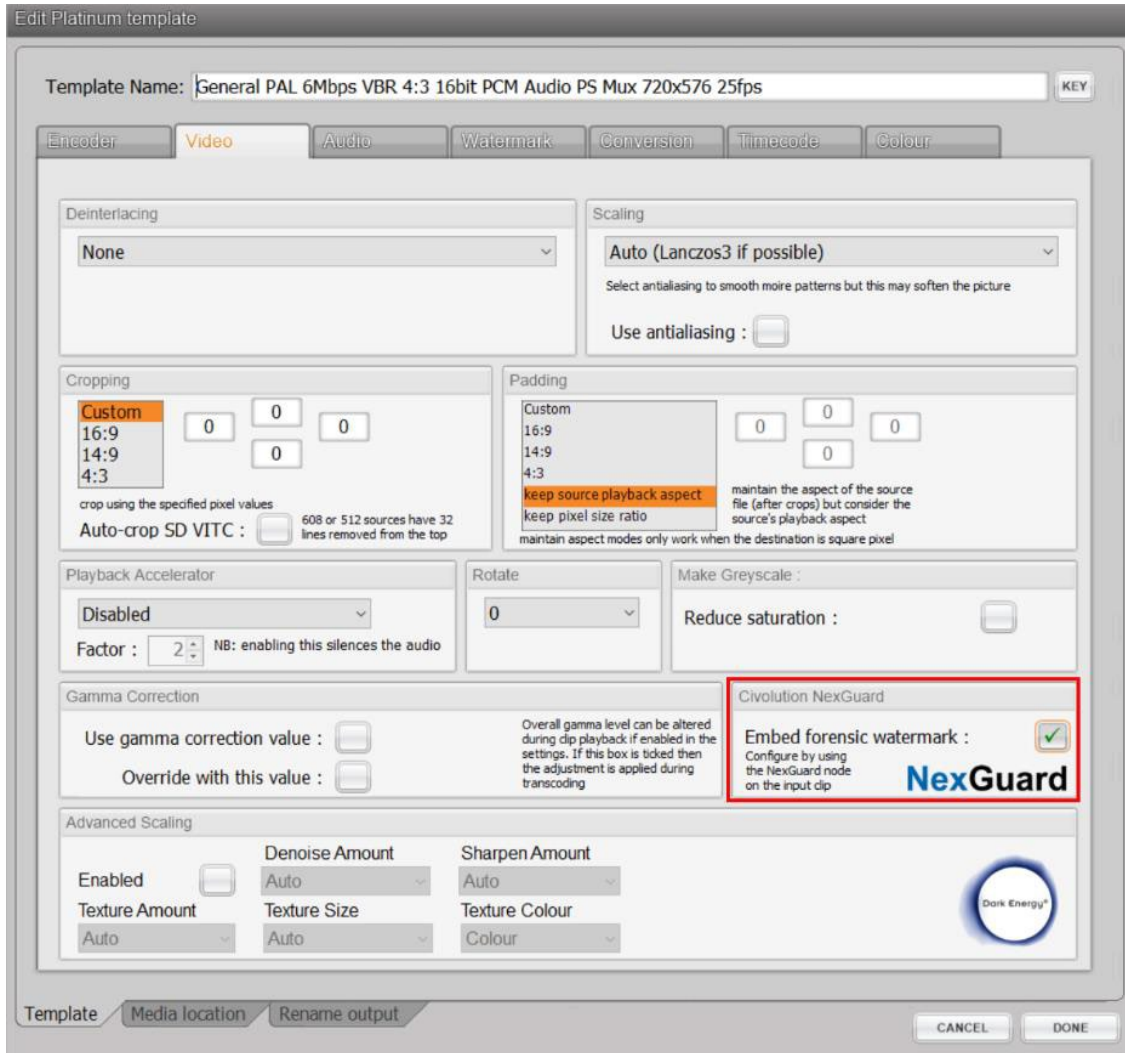 Edit Platinum template
Template Name: General PAL 6Mbps VBR 4:3 16bit PCM Audio PS Mux 720x576 25fps KEY
Encoder Video Audio Watermark Conversion Timecode Colour
Deinterlacing
None
Scaling
Auto (Lanczos3 if possible)
Select antialiasing to smooth moire patterns but this may soften the picture
Use antialiasing :
Cropping
Custom
16:9
14:9
4:3
0
0
0
0
crop using the specified pixel values
Auto-crop SD VITC :
608 or 512 sources have 32
lines removed from the top
Padding
Custom
16:9
14:9
4:3
keep source playback aspect
keep pixel size ratio
0
0
0
0
maintain the aspect of the source
file (after crops) but consider the
source's playback aspect
maintain aspect modes only work when the destination is square pixel
Playback Accelerator
Disabled
Factor : 2 NB: enabling this silences the audio
Rotate
0
Make Greyscale :
Reduce saturation :
Gamma Correction
Use gamma correction value :
Override with this value :
Overall gamma level can be altered
during clip playback if enabled in the
settings. If this box is ticked then
the adjustment is applied during
transcoding
Civolution NexGuard
Embed forensic watermark :
Configure by using
the NexGuard node
on the input clip
NexGuard
Advanced Scaling
Enabled
Denoise Amount
Auto
Sharpen Amount
Auto
Texture Amount
Auto
Texture Size
Auto
Texture Colour
Colour
Dark Energy®
Template Media location Rename output
CANCEL DONE